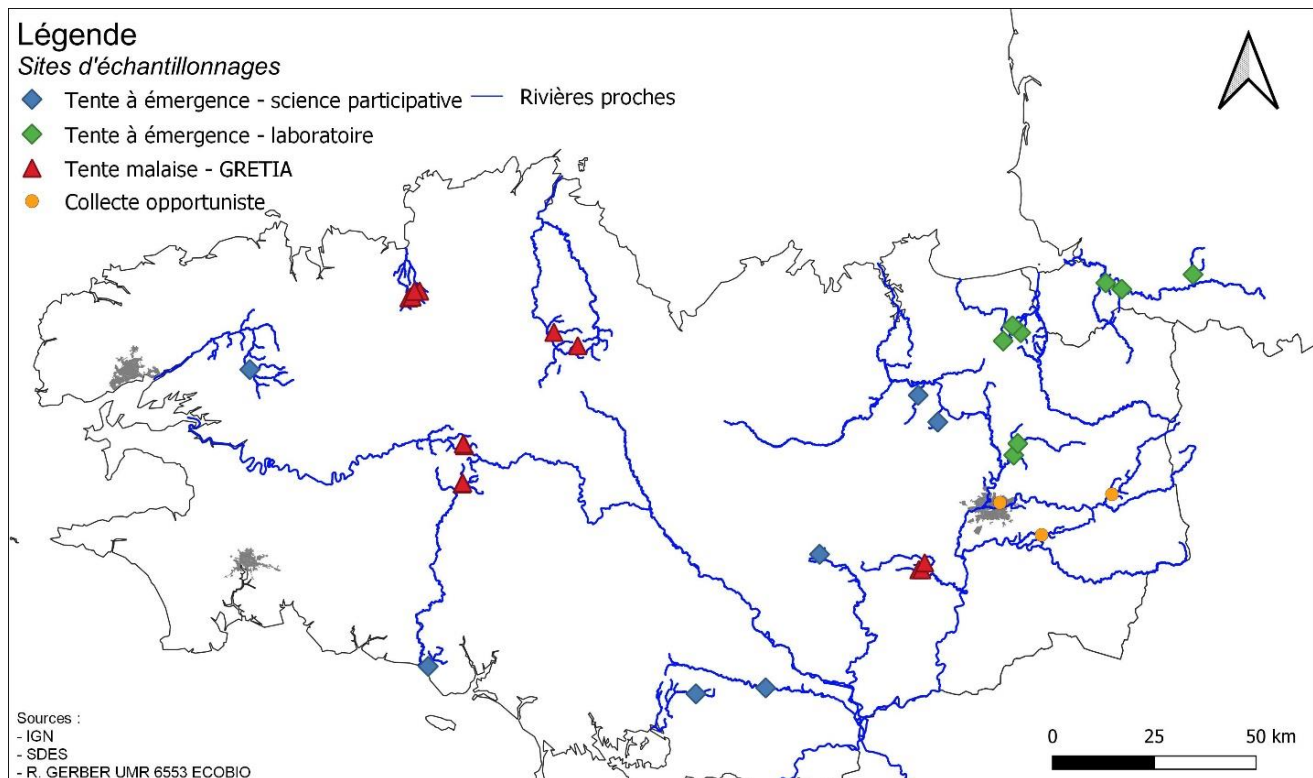 Légende
Sites d'échantillonnages
Tente à émergence - science participative
Rivières proches
Tente à émergence - laboratoire
Tente malaise - GRETIA
Collecte opportuniste
Sources :
- IGN
- SDES
- R. GERBER UMR 6553 ECOBIO
0 25 50 km